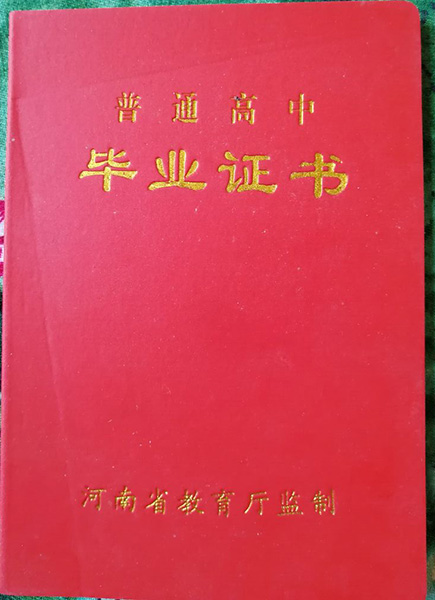 普通高中
毕业证书
河南省教育厅监制